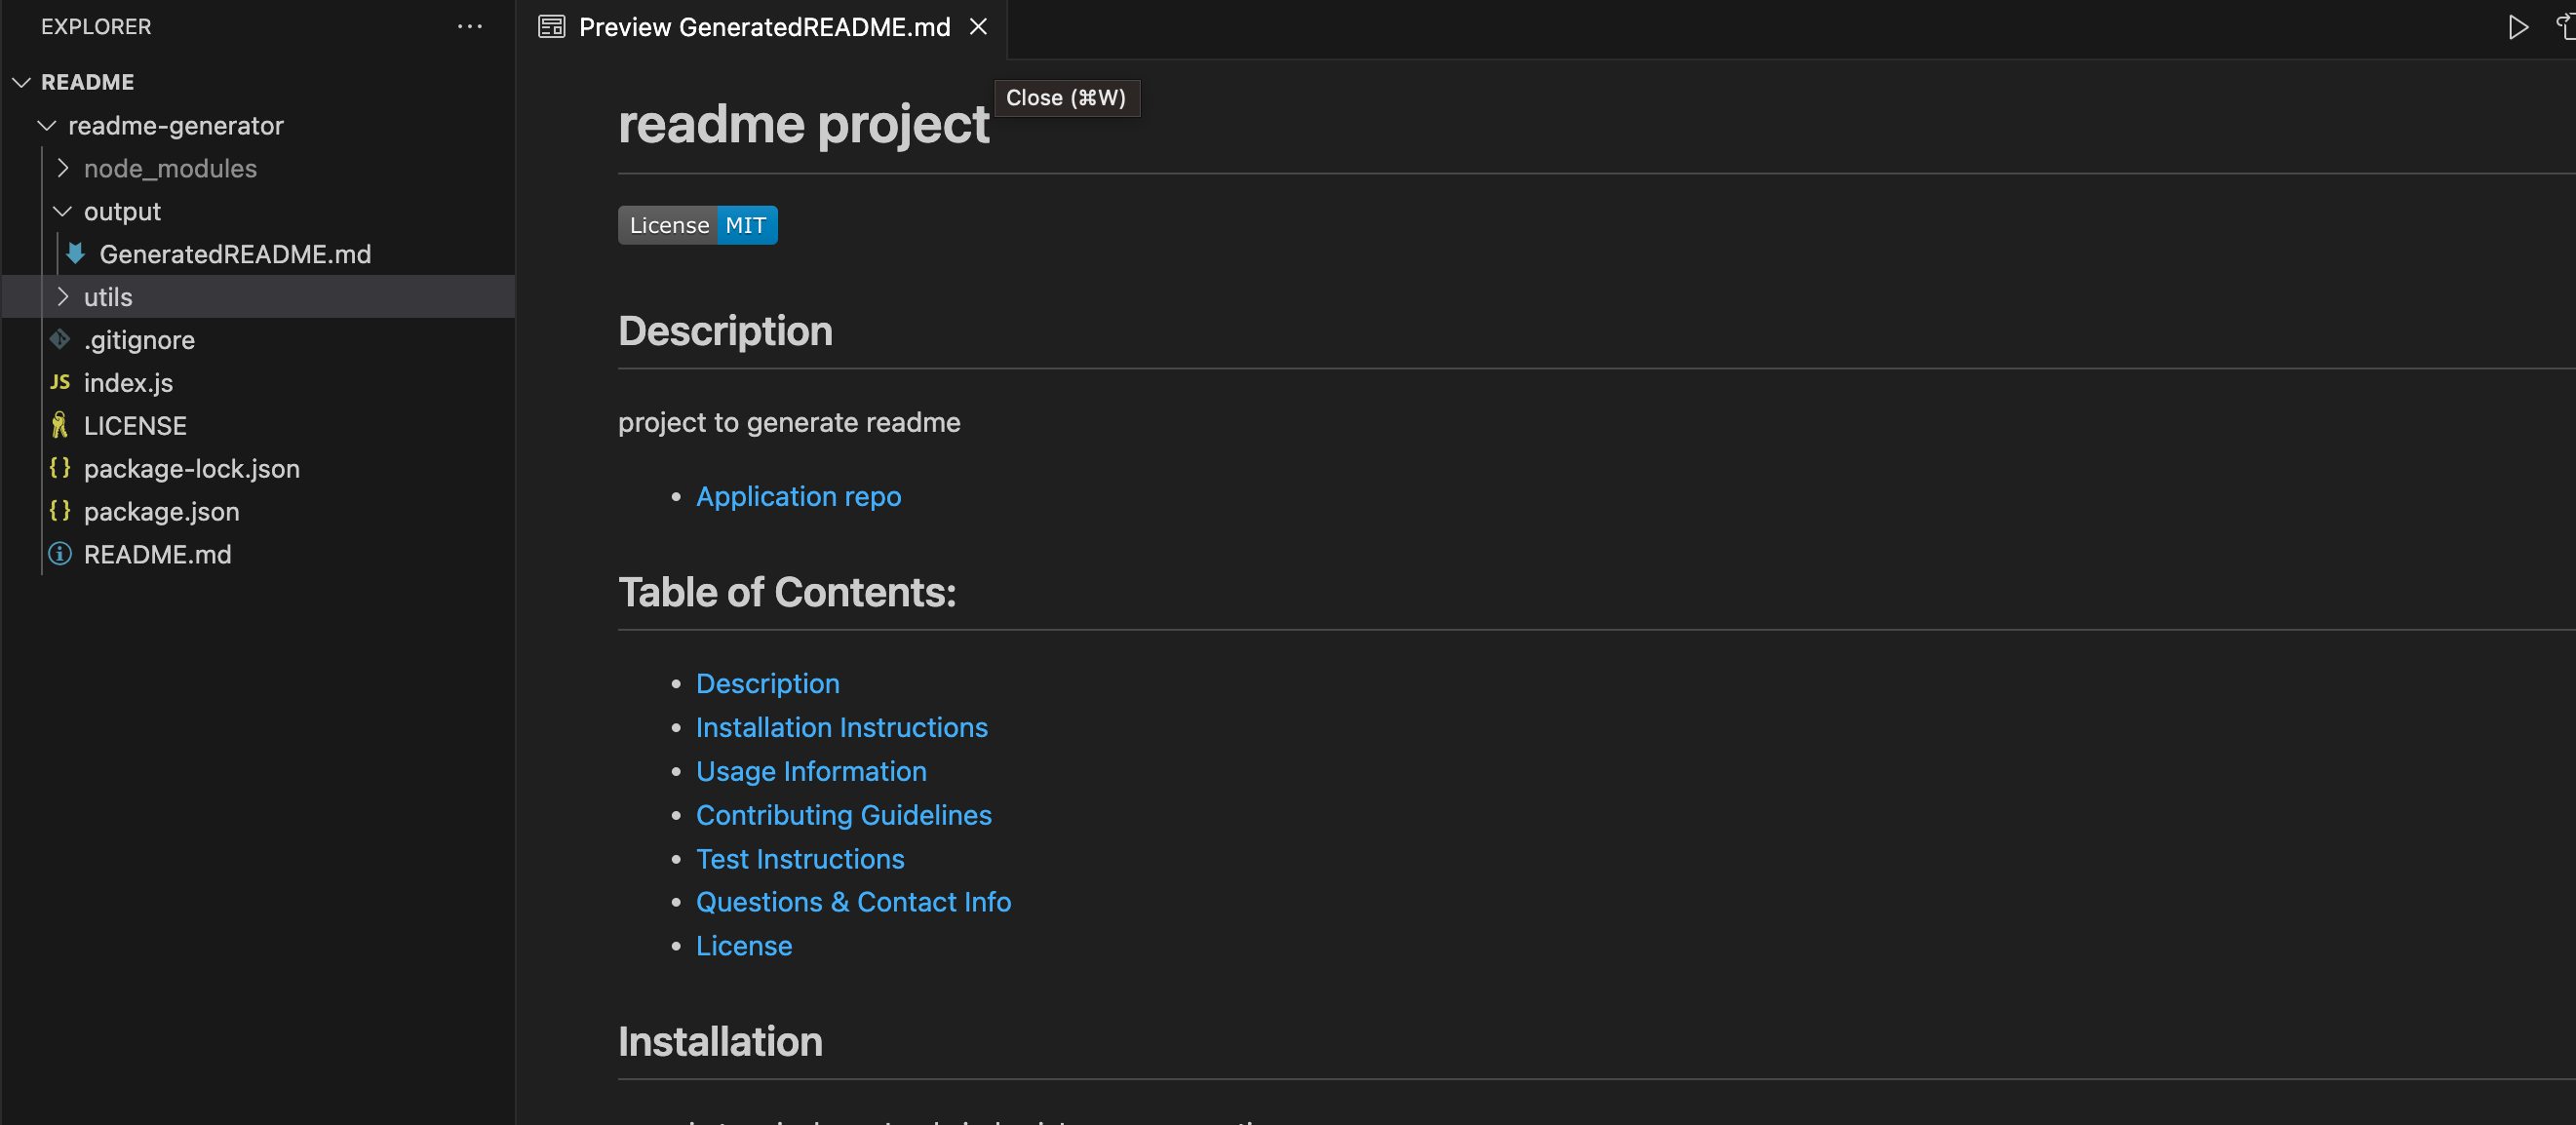 EXPLORER
README
readme-generator
node_modules
output
GeneratedREADME.md
utils
.gitignore
JS index.js
LICENSE
{} package-lock.json
{} package.json
README.md
Preview GeneratedREADME.md
Close (⌘W)
readme project
License MIT
Description
project to generate readme
• Application repo
Table of Contents:
• Description
• Installation Instructions
• Usage Information
• Contributing Guidelines
• Test Instructions
• Questions & Contact Info
• License
Installation